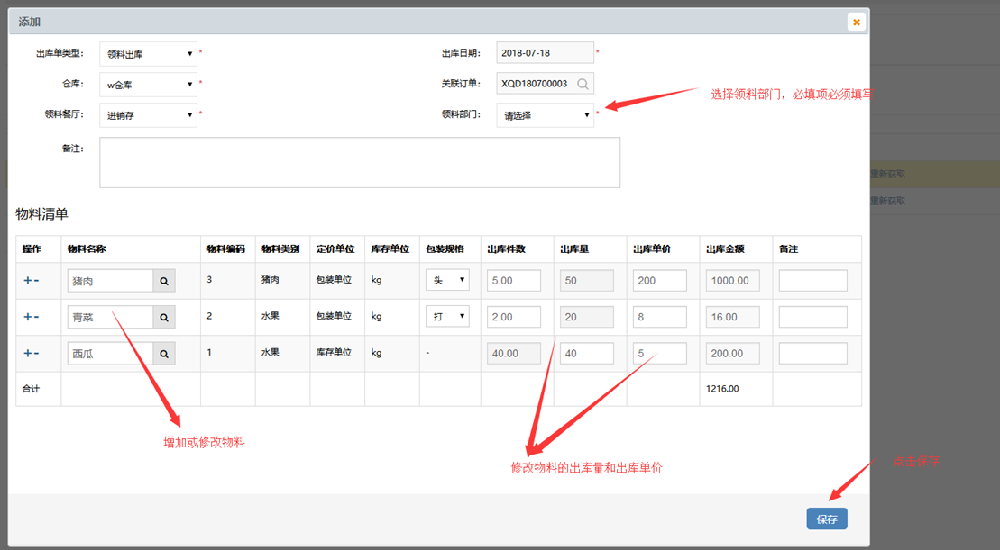 添加 ×
出库单类型： 领料出库 ▼ * 出库日期： 2018-07-18 *
仓库： w仓库 ▼ * 关联订单： XQD180700003
选择领料部门，必填项必须填写
领料餐厅： 进销存 ▼ * 领料部门： 请选择 ▼ *
备注：
重新获取
重新获取
物料清单
操作 物料名称 物料编码 物料类别 定价单位 库存单位 包装规格 出库件数 出库量 出库单价 出库金额 备注
+- 猪肉 3 猪肉 包装单位 kg 头 ▼ 5.00 50 200 1000.00
+- 青菜 2 水果 包装单位 kg 打 ▼ 2.00 20 8 16.00
+- 西瓜 1 水果 库存单位 kg - 40.00 40 5 200.00
合计 1216.00
增加或修改物料
修改物料的出库量和出库单价
点击保存
保存